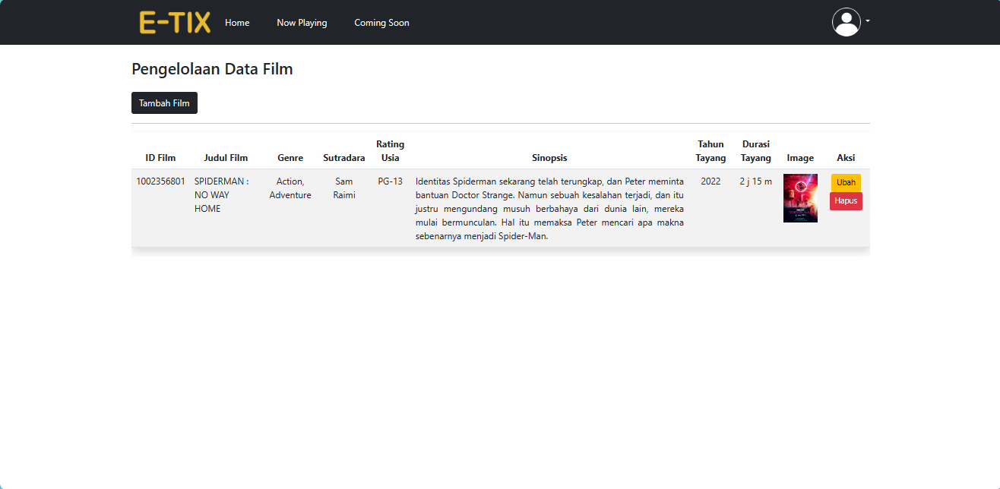 E-TIX Home Now Playing Coming Soon
Pengelolaan Data Film
Tambah Film
ID Film Judul Film Genre Sutradara Rating Usia Sinopsis Tahun Tayang Durasi Tayang Image Aksi
1002356801
SPIDERMAN :
NO WAY
HOME
Action,
Adventure
Sam
Raimi
PG-13
Identitas Spiderman sekarang telah terungkap, dan Peter meminta
bantuan Doctor Strange. Namun sebuah kesalahan terjadi, dan itu
justru mengundang musuh berbahaya dari dunia lain, mereka
mulai bermunculan. Hal itu memaksa Peter mencari apa makna
sebenarnya menjadi Spider-Man.
2022
2 j 15 m
Ubah
Hapus